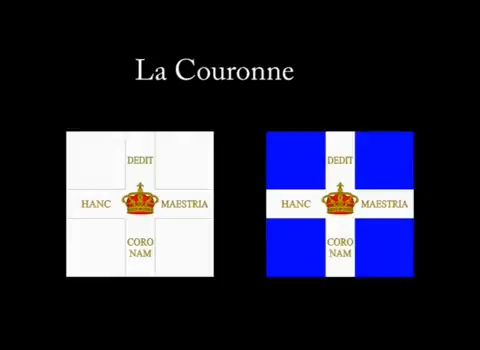 La Couronne
DEDIT
HANC MAESTRIA
CORO
NAM
DEDIT
HANC MAESTRIA
CORO
NAM